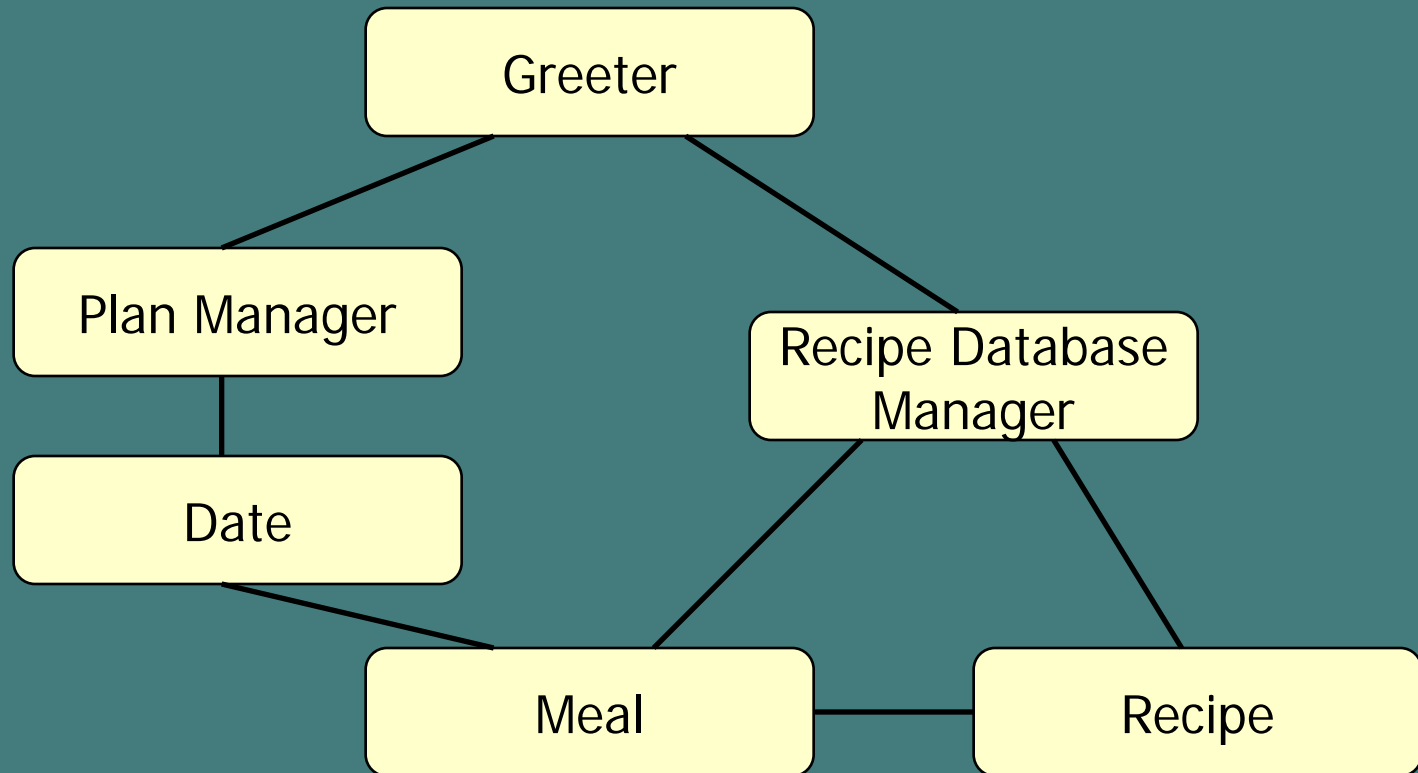 Greeter
Plan Manager
Recipe Database
Manager
Date
Meal
Recipe